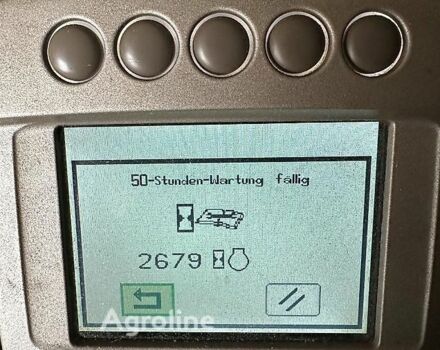 50-Stunden-Wartung fällig
2679
Agroline